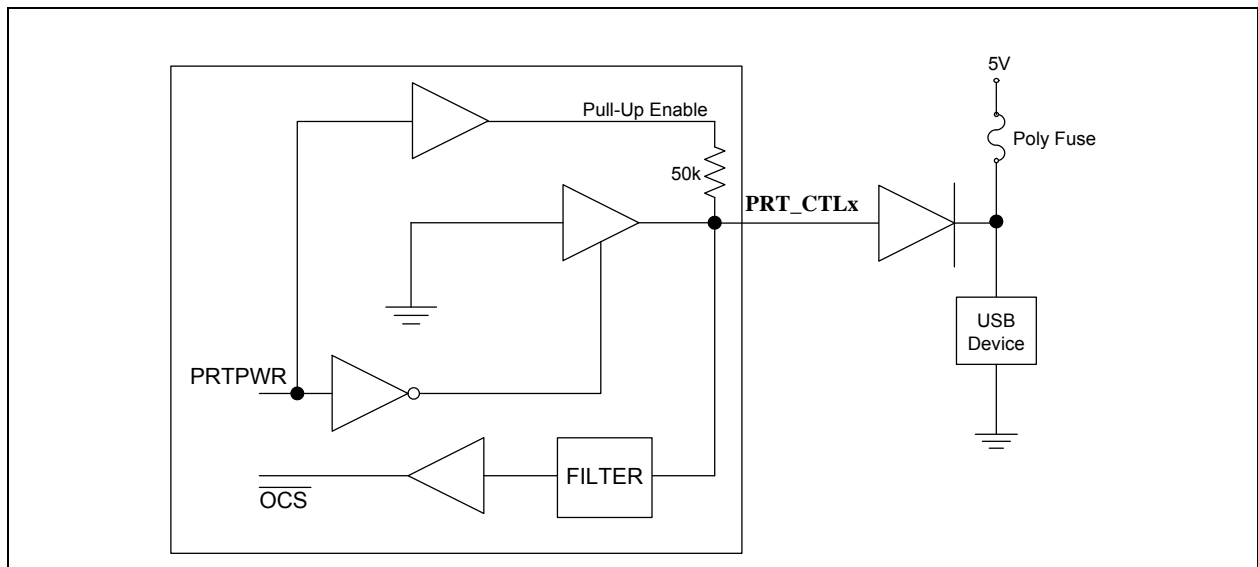 5V
Pull-Up Enable
Poly Fuse
50k
PRT_CTLx
USB
Device
PRTPWR
FILTER
OCS